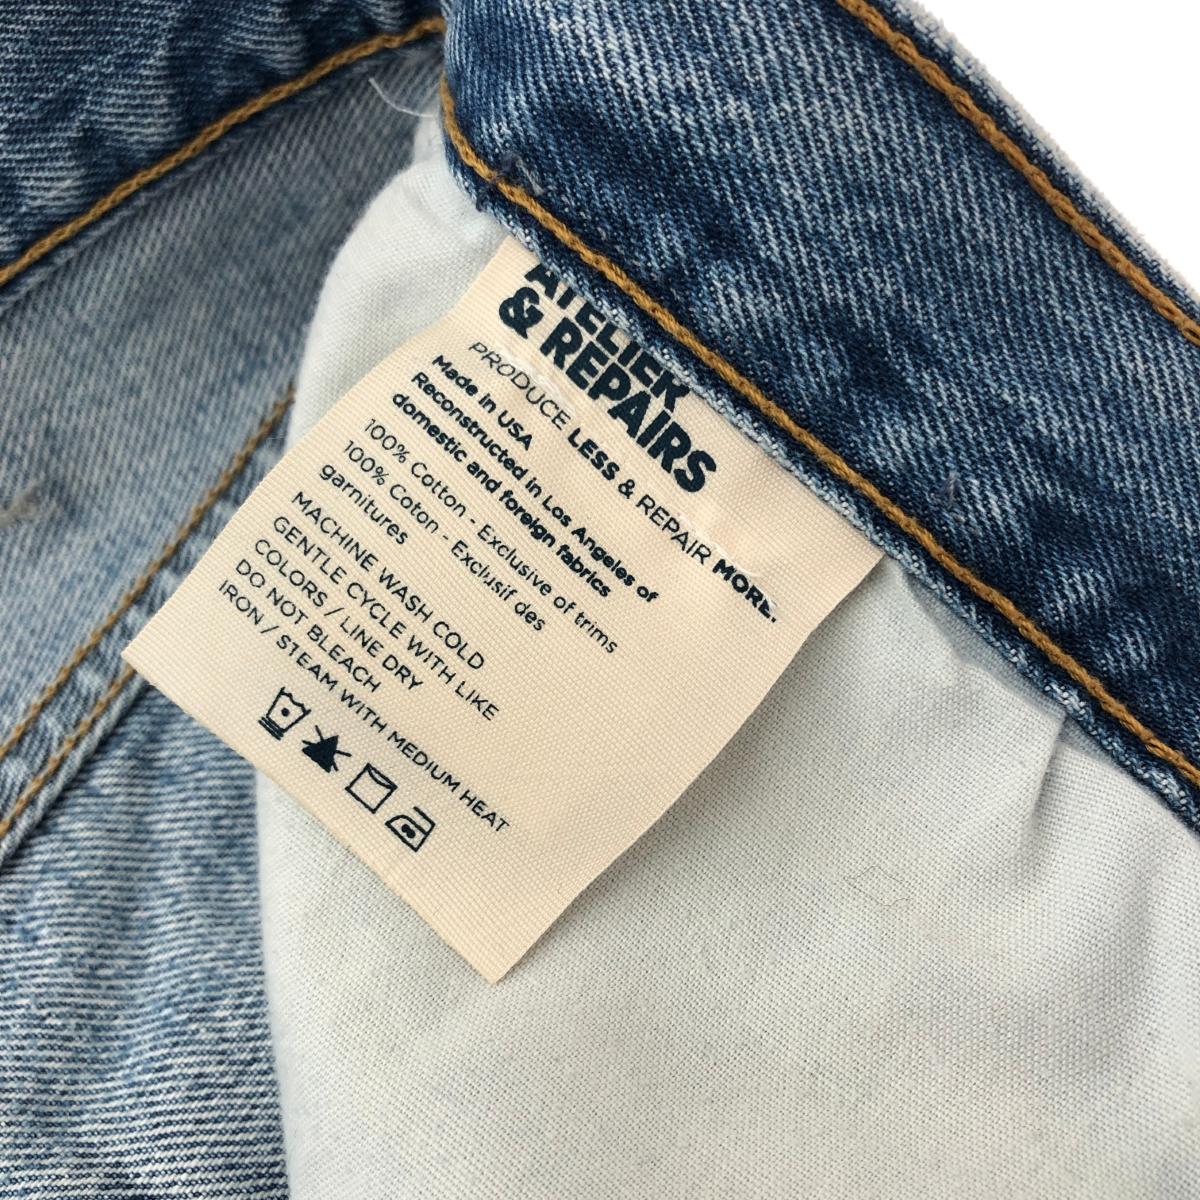 ATELIER
& REPAIRS
PRODUCE LESS & REPAIR MORE.
Made in USA
Reconstructed in Los Angeles of
domestic and foreign fabrics
100% Cotton - Exclusive of trims
100% Coton - Exclusif des
garnitures
MACHINE WASH COLD
GENTLE CYCLE WITH LIKE
COLORS / LINE DRY
DO NOT BLEACH
IRON / STEAM WITH MEDIUM HEAT